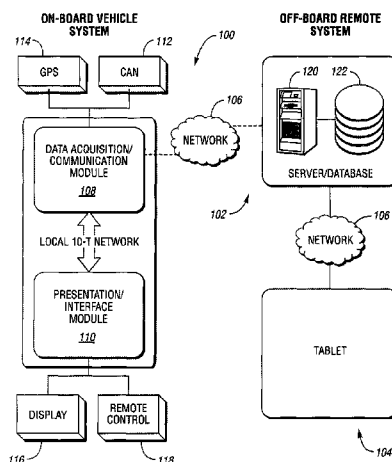 ON-BOARD VEHICLE
SYSTEM
OFF-BOARD REMOTE
SYSTEM
114
112
100
GPS
CAN
120
122
106
DATA ACQUISITION/
COMMUNICATION
MODULE
108
NETWORK
SERVER/DATABASE
102
LOCAL 10-T NETWORK
106
NETWORK
PRESENTATION/
INTERFACE
MODULE
110
TABLET
DISPLAY
REMOTE
CONTROL
116
118
104